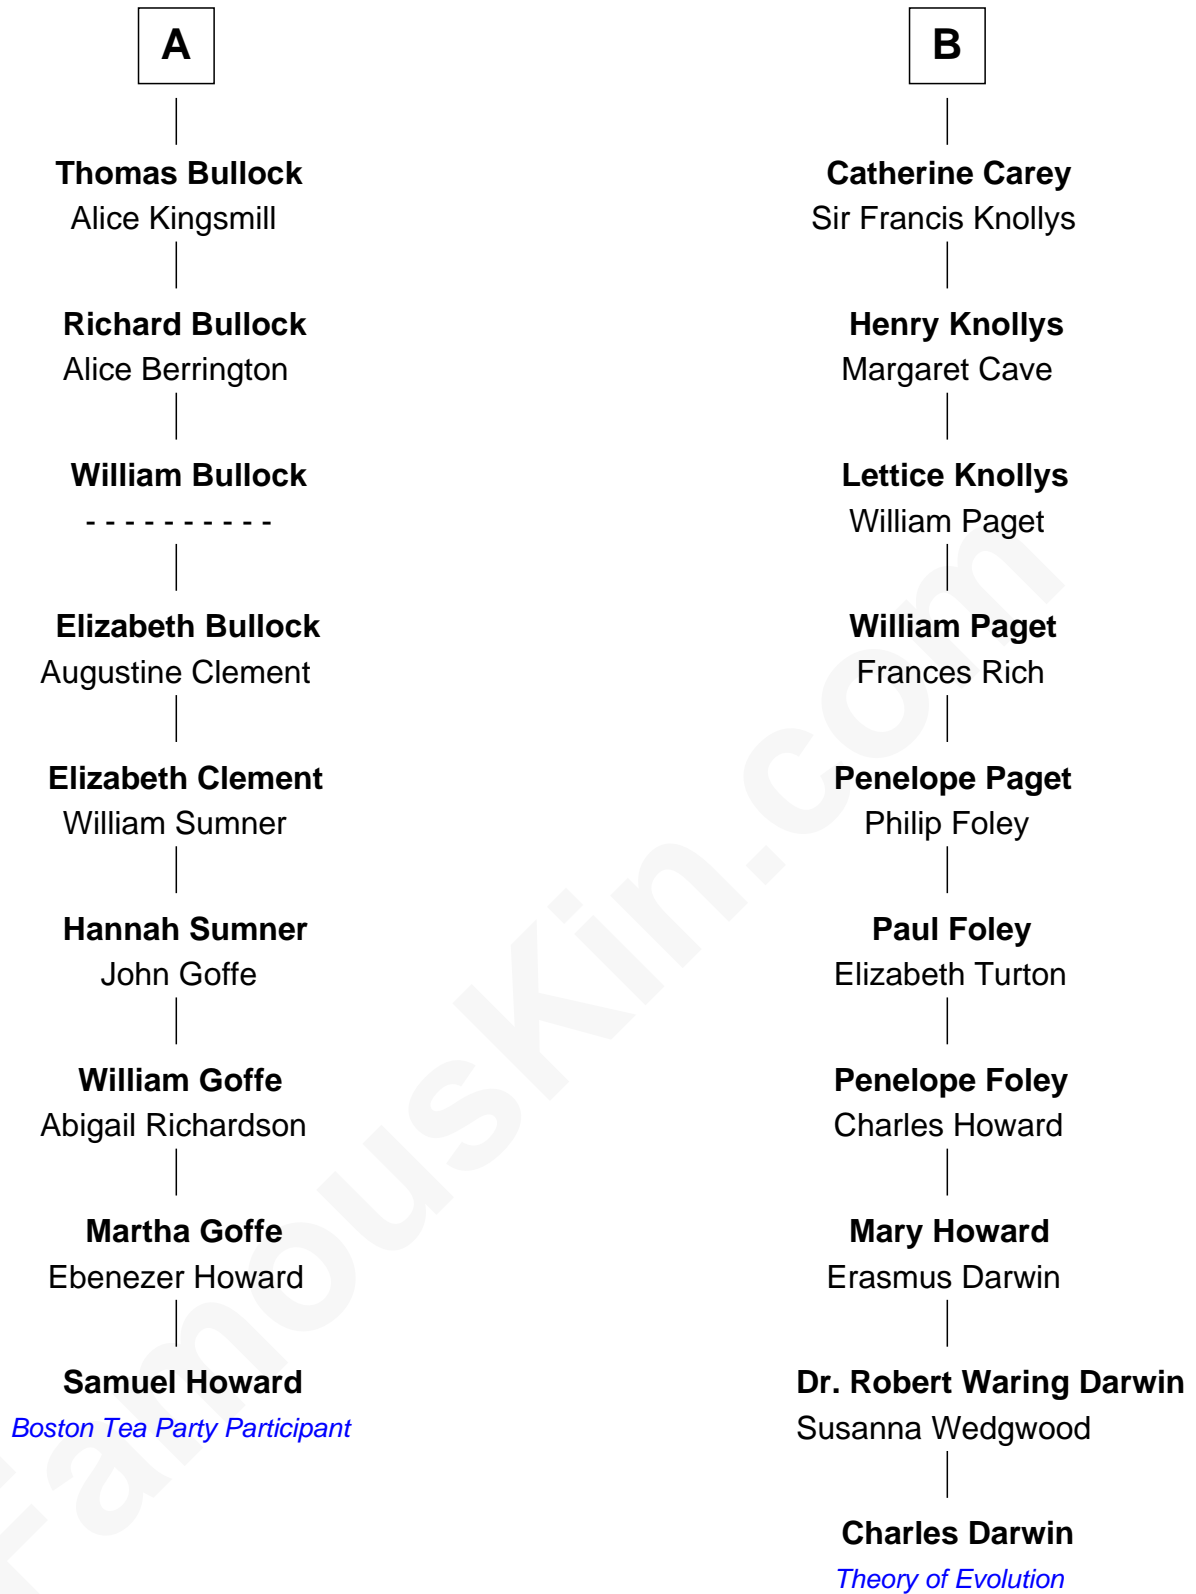 A
Thomas Bullock
Alice Kingsmill
Richard Bullock
Alice Berrington
William Bullock
- - - - - - - - - -
Elizabeth Bullock
Augustine Clement
Elizabeth Clement
William Sumner
Hannah Sumner
John Goffe
William Goffe
Abigail Richardson
Martha Goffe
Ebenezer Howard
Samuel Howard
Boston Tea Party Participant
B
Catherine Carey
Sir Francis Knollys
Henry Knollys
Margaret Cave
Lettice Knollys
William Paget
William Paget
Frances Rich
Penelope Paget
Philip Foley
Paul Foley
Elizabeth Turton
Penelope Foley
Charles Howard
Mary Howard
Erasmus Darwin
Dr. Robert Waring Darwin
Susanna Wedgwood
Charles Darwin
Theory of Evolution
FamousKin.com